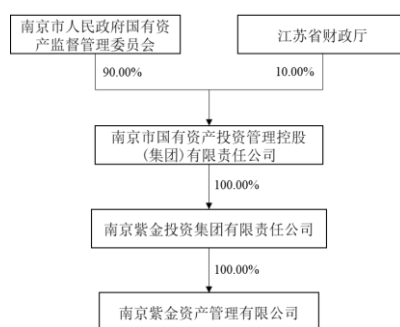 南京市人民政府国有资
产监督管理委员会
江苏省财政厅
90.00%
10.00%
南京市国有资产投资管理控股
(集团)有限责任公司
100.00%
南京紫金投资集团有限责任公司
100.00%
南京紫金资产管理有限公司